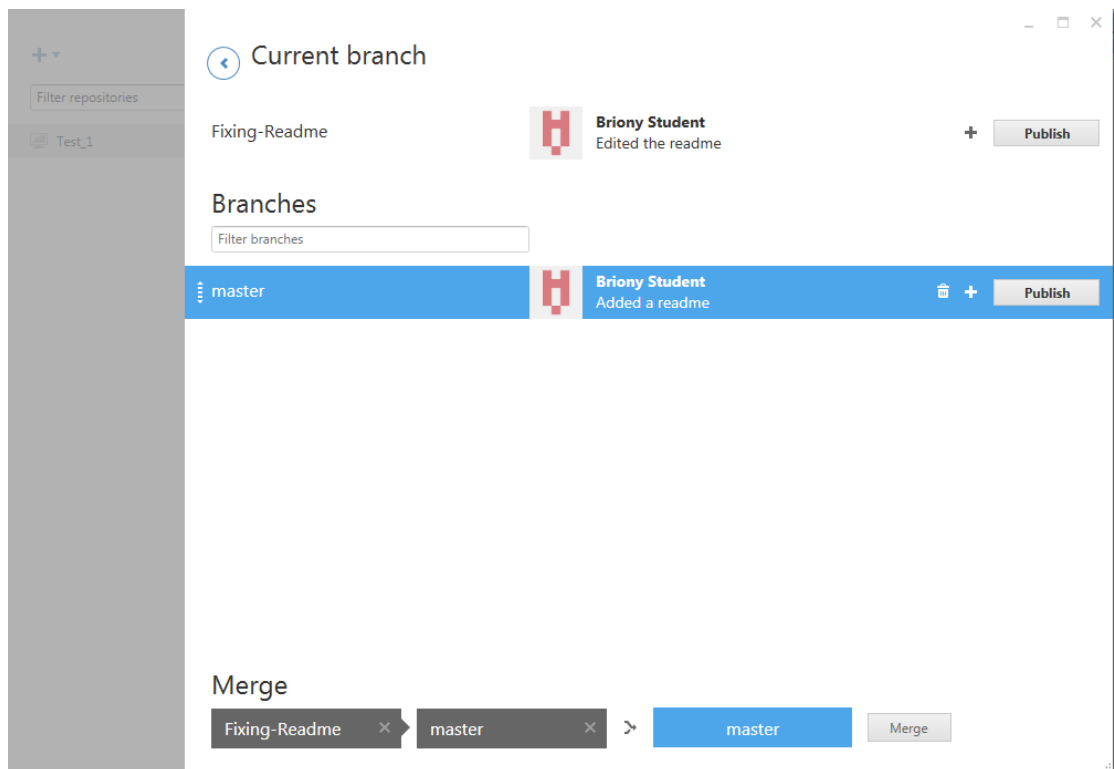 Current branch
Filter repositories
Test_1
Fixing-Readme
Briony Student
Edited the readme
Publish
Branches
Filter branches
master
Briony Student
Added a readme
Publish
Merge
Fixing-Readme
master
master
Merge